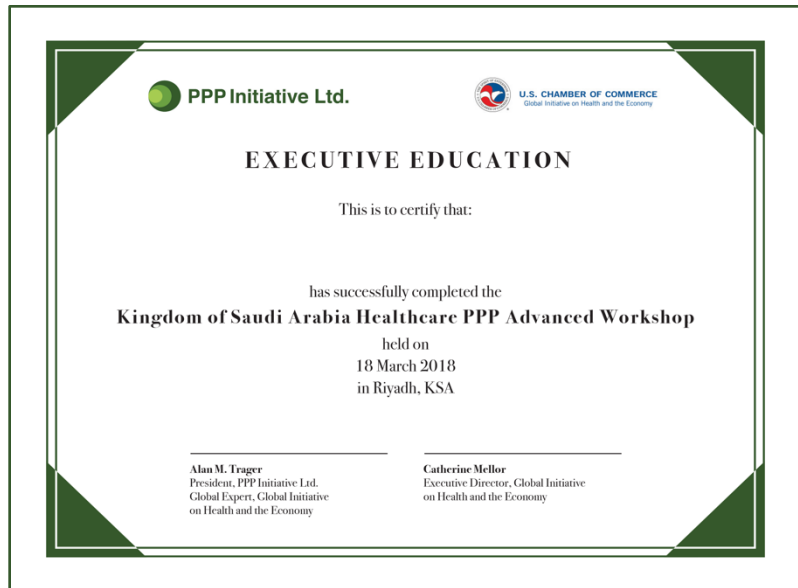 PPP Initiative Ltd.
U.S. CHAMBER OF COMMERCE
Global Initiative on Health and the Economy
EXECUTIVE EDUCATION
This is to certify that:
has successfully completed the
Kingdom of Saudi Arabia Healthcare PPP Advanced Workshop
held on
18 March 2018
in Riyadh, KSA
Alan M. Trager
President, PPP Initiative Ltd.
Global Expert, Global Initiative
on Health and the Economy
Catherine Mellor
Executive Director, Global Initiative
on Health and the Economy